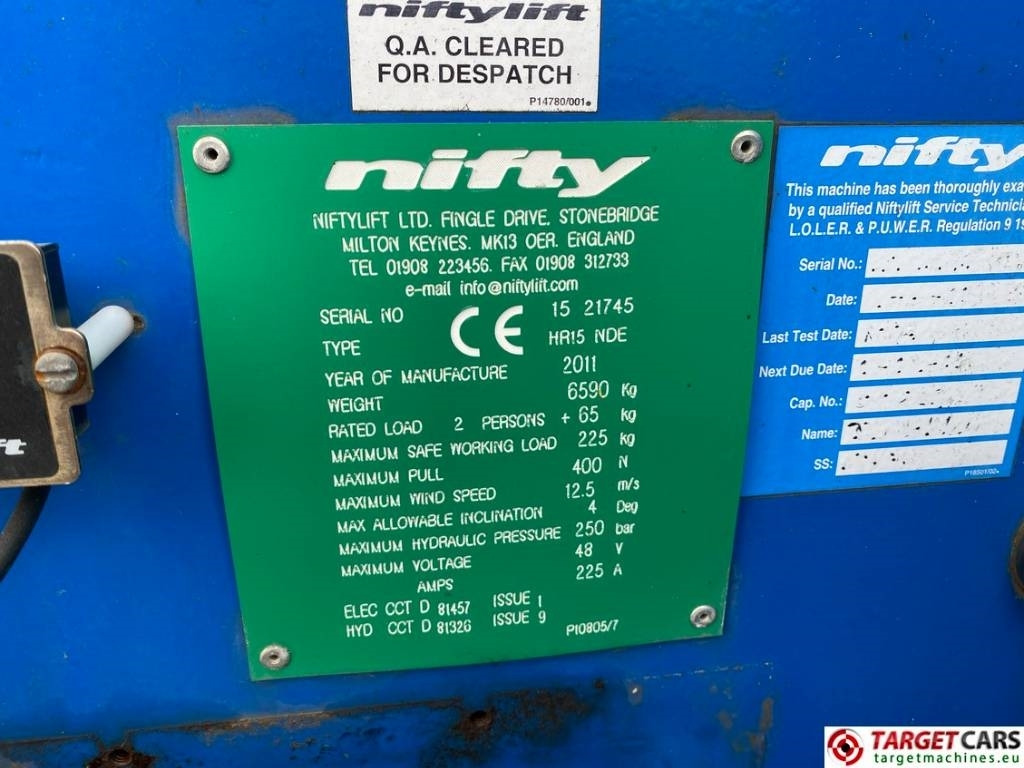 niftylift
Q.A. CLEARED
FOR DESPATCH
P14780/001
nifty
NIFTYLIFT LTD. FINGLE DRIVE. STONEBRIDGE
MILTON KEYNES. MK13 OER. ENGLAND
TEL 01908 223456. FAX 01908 312733
e-mail info@niftylift.com
SERIAL NO 15 21745
CE
TYPE HR15 NDE
YEAR OF MANUFACTURE 2011
WEIGHT 6590 Kg
RATED LOAD 2 PERSONS + 65 kg
MAXIMUM SAFE WORKING LOAD 225 kg
MAXIMUM PULL 400 N
MAXIMUM WIND SPEED 12.5 m/s
MAX ALLOWABLE INCLINATION 4 Deg
MAXIMUM HYDRAULIC PRESSURE 250 bar
MAXIMUM VOLTAGE 48 V
AMPS 225 A
ELEC CCT D 81457 ISSUE 1
HYD CCT D 81326 ISSUE 9
P10805/7
nifty
This machine has been thoroughly exa
by a qualified Niftylift Service Technicia
L.O.L.E.R. & P.U.W.E.R. Regulation 9 19
Serial No.:
Date:
Last Test Date:
Next Due Date:
Cap. No.:
Name:
SS:
P18501/02
ft
TARGETCARS
targetmachines.eu